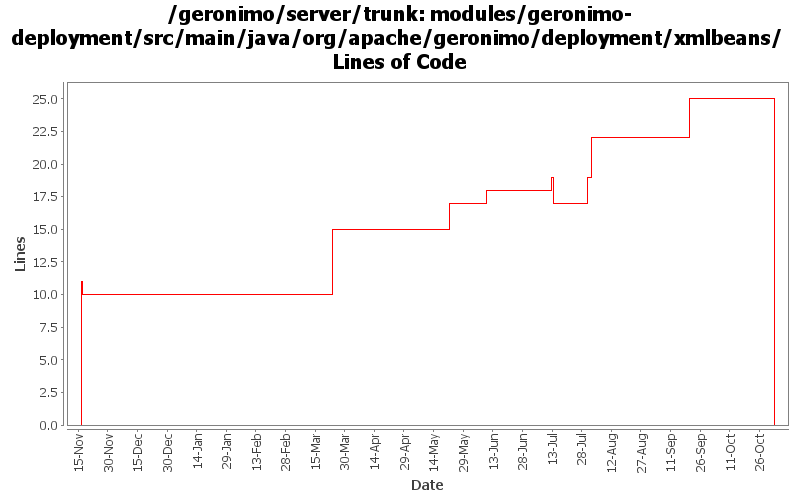 /geronimo/server/trunk: modules/geronimo-
deployment/src/main/java/org/apache/geronimo/deployment/xmlbeans/
Lines of Code
25.0
22.5
20.0
17.5
15.0
12.5
10.0
7.5
5.0
2.5
0.0
Lines
15-Nov
30-Nov
15-Dec
30-Dec
14-Jan
29-Jan
13-Feb
28-Feb
15-Mar
30-Mar
14-Apr
29-Apr
14-May
29-May
13-Jun
28-Jun
13-Jul
28-Jul
12-Aug
27-Aug
11-Sep
26-Sep
11-Oct
26-Oct
Date